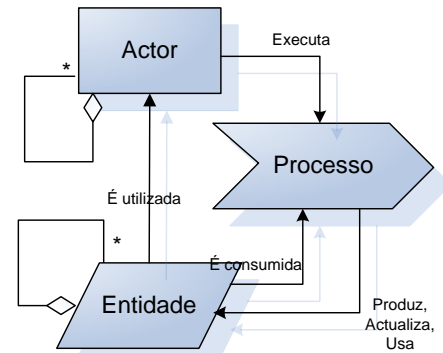 Executa
Actor
*
Processo
É utilizada
*
É consumida
Entidade
Produz,
Actualiza,
Usa